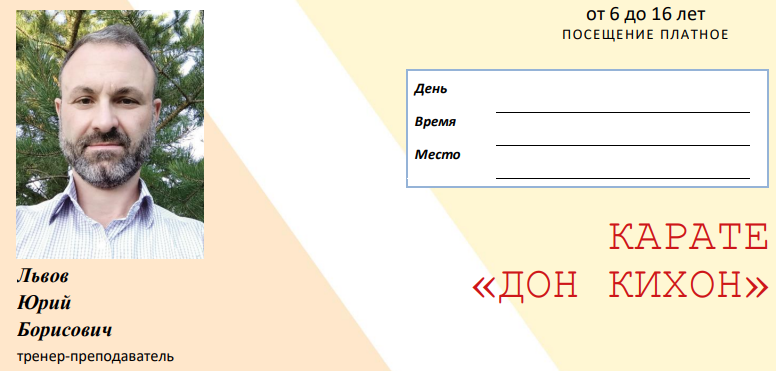 от 6 до 16 лет
ПОСЕЩЕНИЕ ПЛАТНОЕ
День
Время
Место
КАРАТЕ
«ДОН КИХОН»
Львов
Юрий
Борисович
тренер-преподаватель